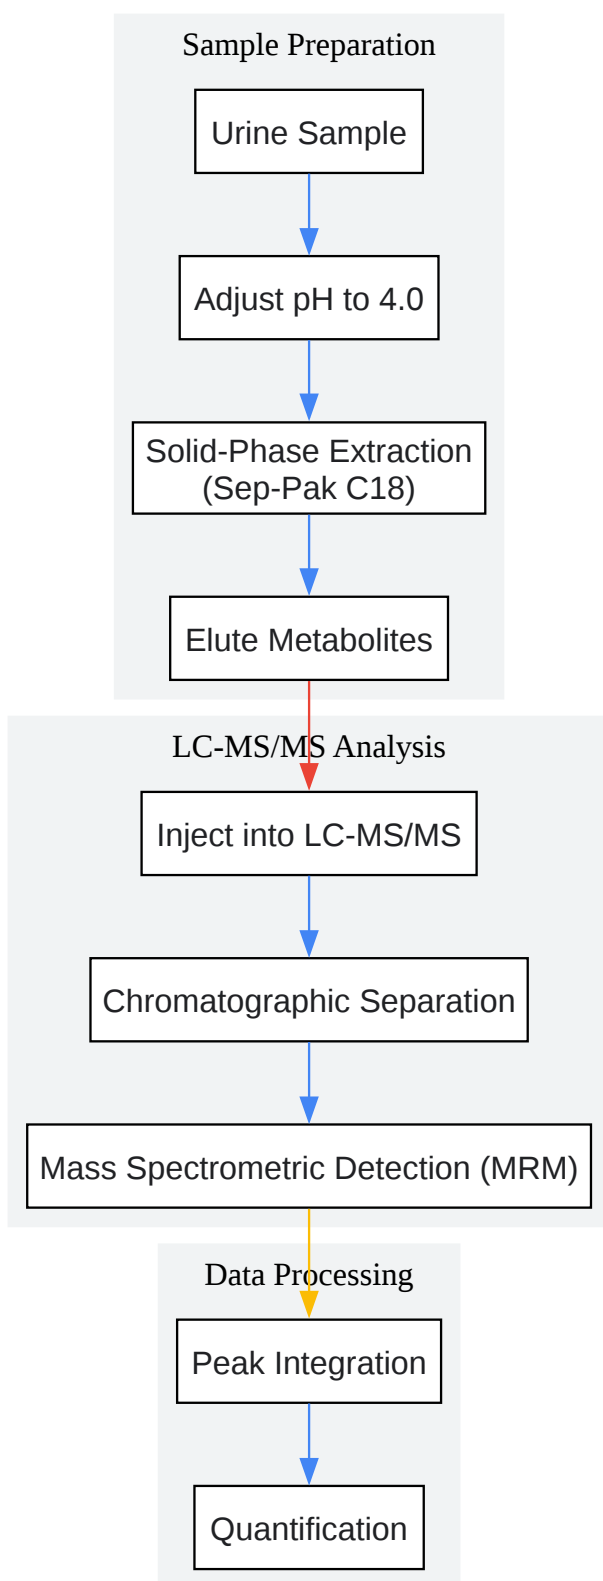 Sample Preparation
Urine Sample
Adjust pH to 4.0
Solid-Phase Extraction
(Sep-Pak C18)
Elute Metabolites
LC-MS/MS Analysis
Inject into LC-MS/MS
Chromatographic Separation
Mass Spectrometric Detection (MRM)
Data Processing
Peak Integration
Quantification